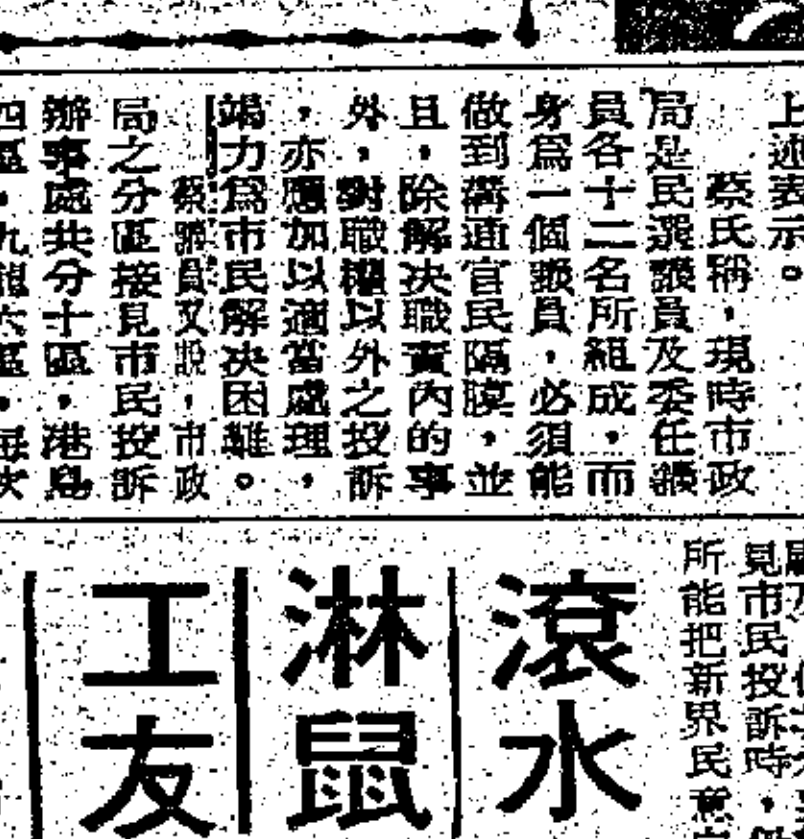 上述表示。
蔡氏稱，現時市政
局是民選議員及委任議
員各十二名所組成，而
身爲一個議員，必須能
做到溝通官民隔膜，並
且，除解決職責內的事
外，對職權以外之投訴
，亦應加以適當處理，
竭力爲市民解決困難。
蔡議員又說，市政
局之分區接見市民投訴
辦事處共分十區，港島
四區，九龍六區，每次
見市民投訴時，
所能把新界民意
滾水
淋鼠
工友